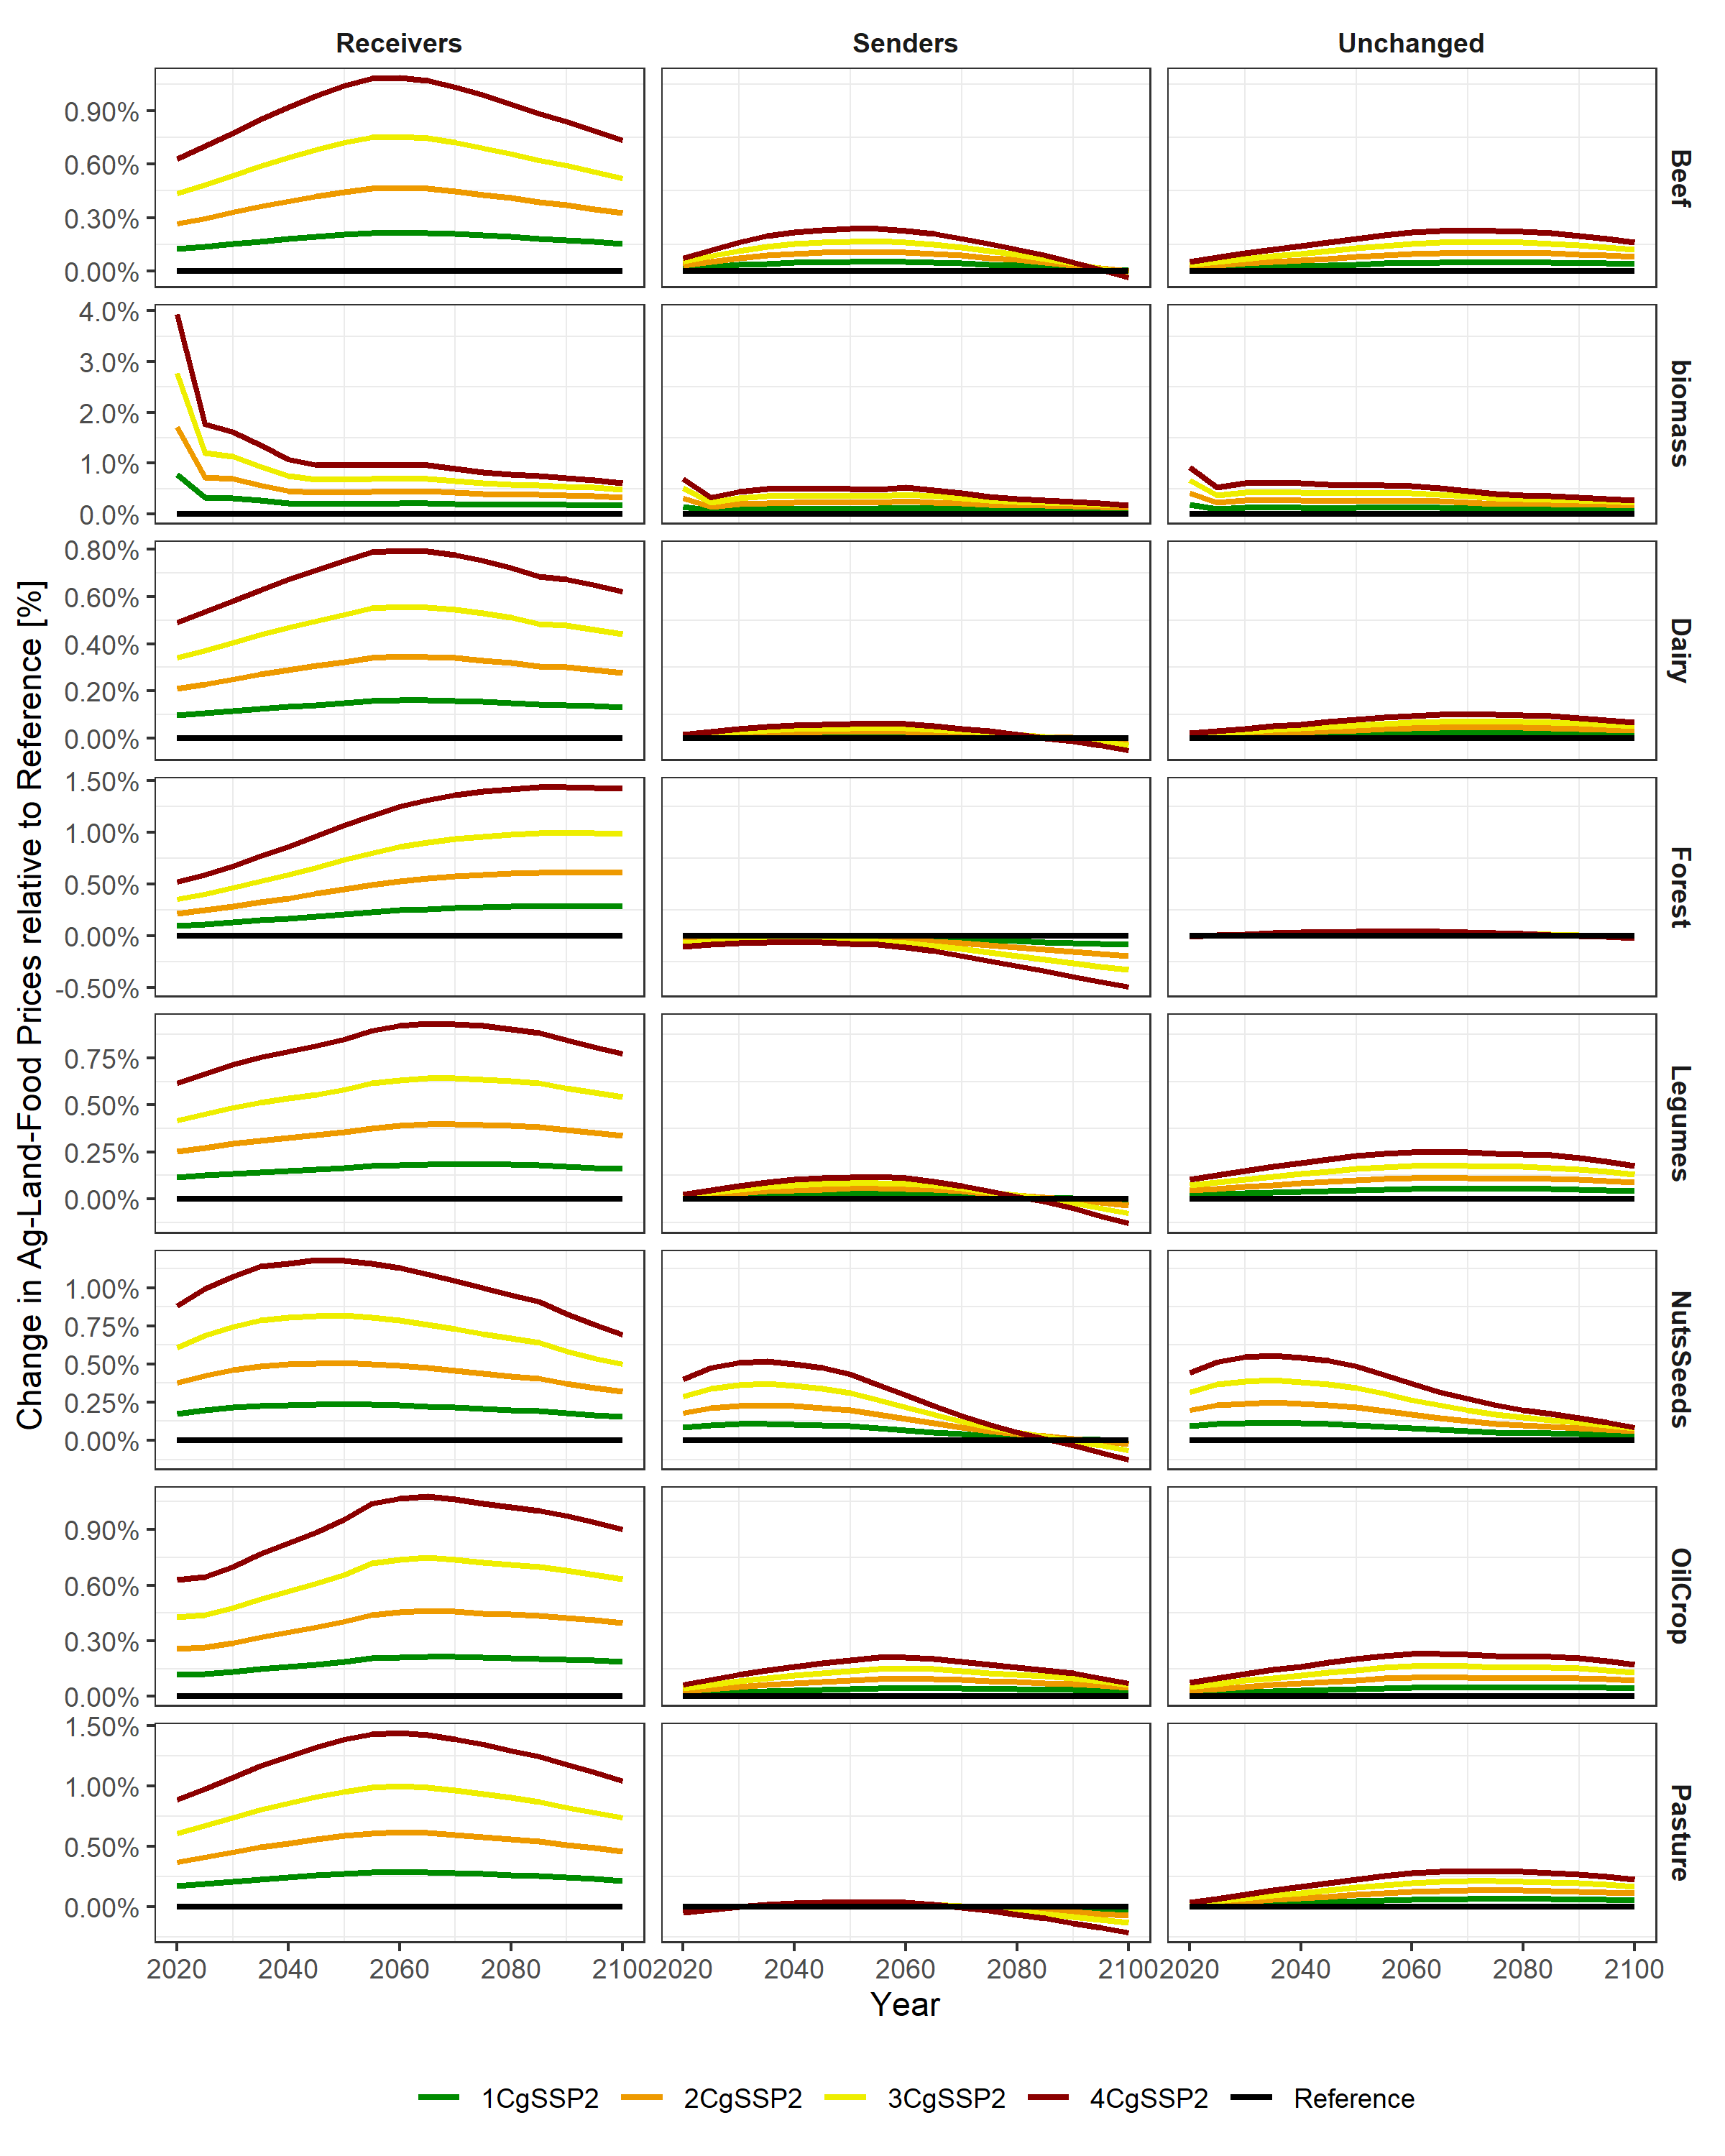 Receivers Senders Unchanged
Change in Ag-Land-Food Prices relative to Reference [%]
0.90%
0.60%
0.30%
0.00%
Beef
4.0%
3.0%
2.0%
1.0%
0.0%
biomass
0.80%
0.60%
0.40%
0.20%
0.00%
Dairy
1.50%
1.00%
0.50%
0.00%
-0.50%
Forest
0.75%
0.50%
0.25%
0.00%
Legumes
1.00%
0.75%
0.50%
0.25%
0.00%
NutsSeeds
0.90%
0.60%
0.30%
0.00%
OilCrop
1.50%
1.00%
0.50%
0.00%
Pasture
2020 2040 2060 2080 2100 2020 2040 2060 2080 2100 2020 2040 2060 2080 2100
Year
1CgSSP2 2CgSSP2 3CgSSP2 4CgSSP2 Reference